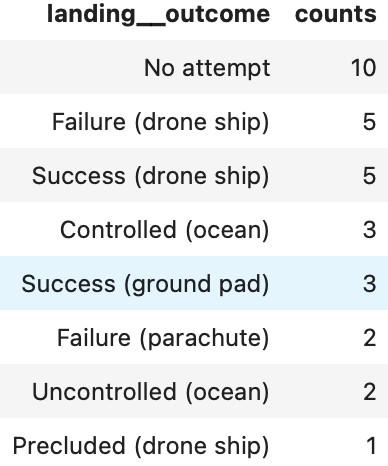 landing__outcome counts
No attempt 10
Failure (drone ship) 5
Success (drone ship) 5
Controlled (ocean) 3
Success (ground pad) 3
Failure (parachute) 2
Uncontrolled (ocean) 2
Precluded (drone ship) 1